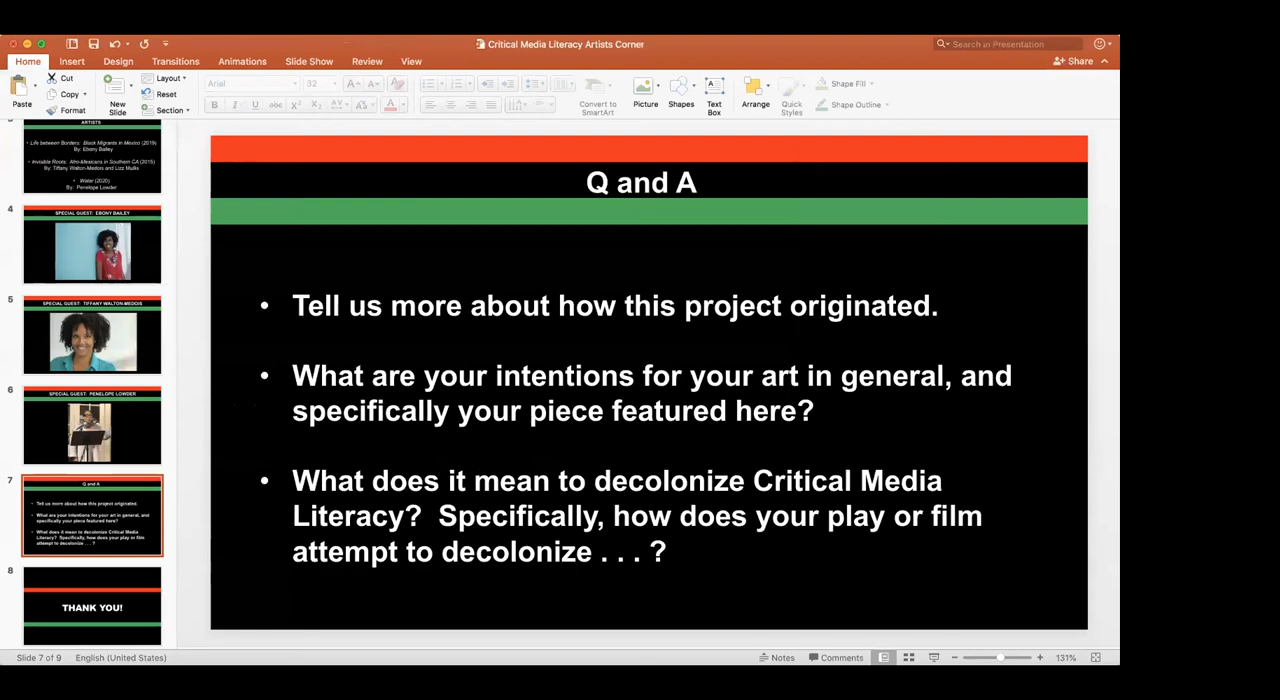 Critical Media Literacy Artists Corner
Search in Presentation
Home Insert Design Transitions Animations Slide Show Review View
Share
Paste
Cut
Copy
Format
New Slide
Layout
Reset
Section
Arial 32
Convert to SmartArt
Picture
Shapes
Text Box
Arrange
Quick Styles
Shape Fill
Shape Outline
ARTISTS
• Life between Borders: Black Migrants in Mexico (2019)
By: Ebony Bailey
• Invisible Roots: Afro-Mexicans in Southern CA (2015)
By: Tiffany Walton-Medois and Lizz Mullis
• Water (2020)
By: Penelope Lowder
4
SPECIAL GUEST: EBONY BAILEY
5
SPECIAL GUEST: TIFFANY WALTON-MEDOIS
6
SPECIAL GUEST: PENELOPE LOWDER
7
Q and A
• Tell us more about how this project originated.
• What are your intentions for your art in general, and
specifically your piece featured here?
• What does it mean to decolonize Critical Media
Literacy? Specifically, how does your play or film
attempt to decolonize . . . ?
8
THANK YOU!
Q and A
• Tell us more about how this project originated.
• What are your intentions for your art in general, and
specifically your piece featured here?
• What does it mean to decolonize Critical Media
Literacy? Specifically, how does your play or film
attempt to decolonize . . . ?
Slide 7 of 9 English (United States)
Notes Comments 131%